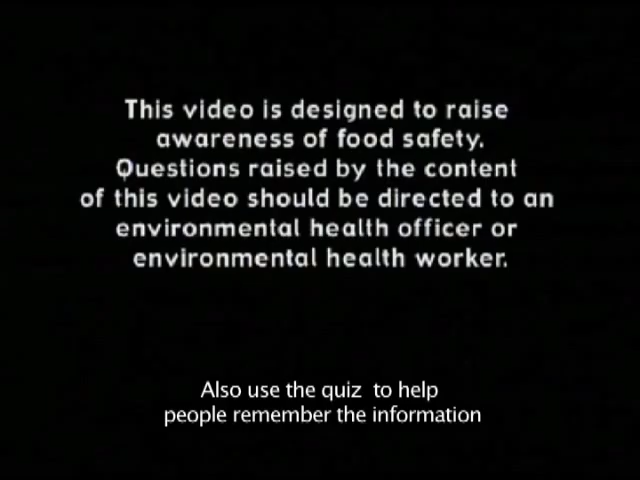 This video is designed to raise
awareness of food safety.
Questions raised by the content
of this video should be directed to an
environmental health officer or
environmental health worker.
Also use the quiz  to help
people remember the information